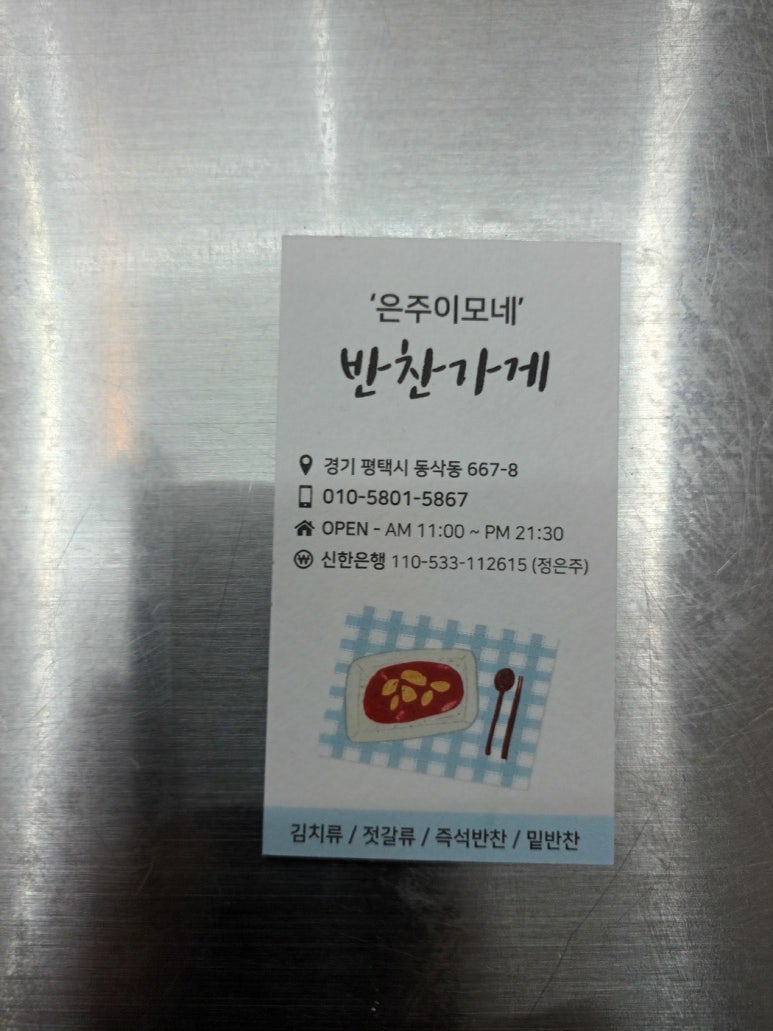 '은주이모네'
반찬가게
경기 평택시 동삭동 667-8
010-5801-5867
OPEN - AM 11:00 ~ PM 21:30
₩ 신한은행 110-533-112615 (정은주)
김치류 / 젓갈류 / 즉석반찬 / 밑반찬